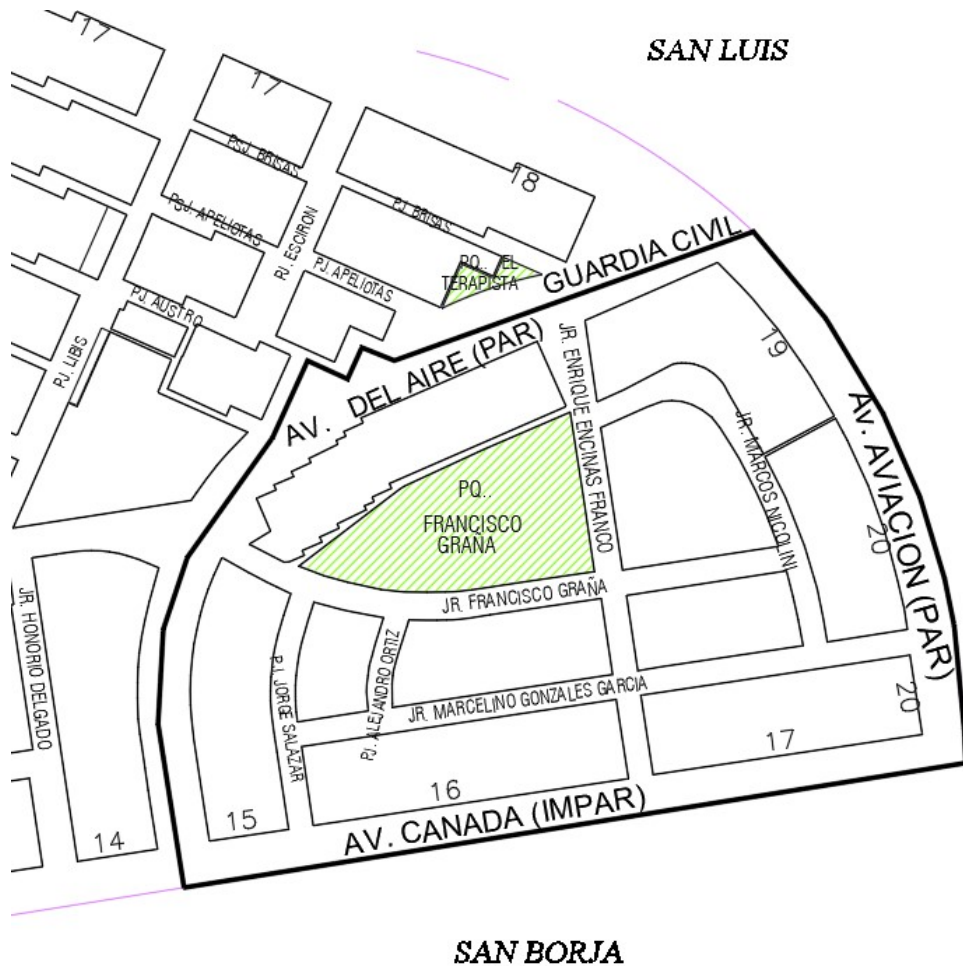 SAN LUIS
17
17
PSJ. BRISAS
18
PSJ. APELIOTAS
PJ. ESCIRON
PJ. BRISAS
PQ.. EL
TERAPISTA
GUARDIA CIVIL
PJ. APELIOTAS
PJ. AUSTRO
PJ. LIBIS
AV. DEL AIRE (PAR)
JR. ENRIQUE ENCINAS FRANCO
19
JR. MARCOS NICOLINI
Av. AVIACION (PAR)
20
PQ..
FRANCISCO
GRAÑA
JR. FRANCISCO GRAÑA
JR. HONORIO DELGADO
PJ. JORGE SALAZAR
PJ. ALEJANDRO ORTIZ
JR. MARCELINO GONZALES GARCIA
20
17
16
15
14
AV. CANADA (IMPAR)
SAN BORJA